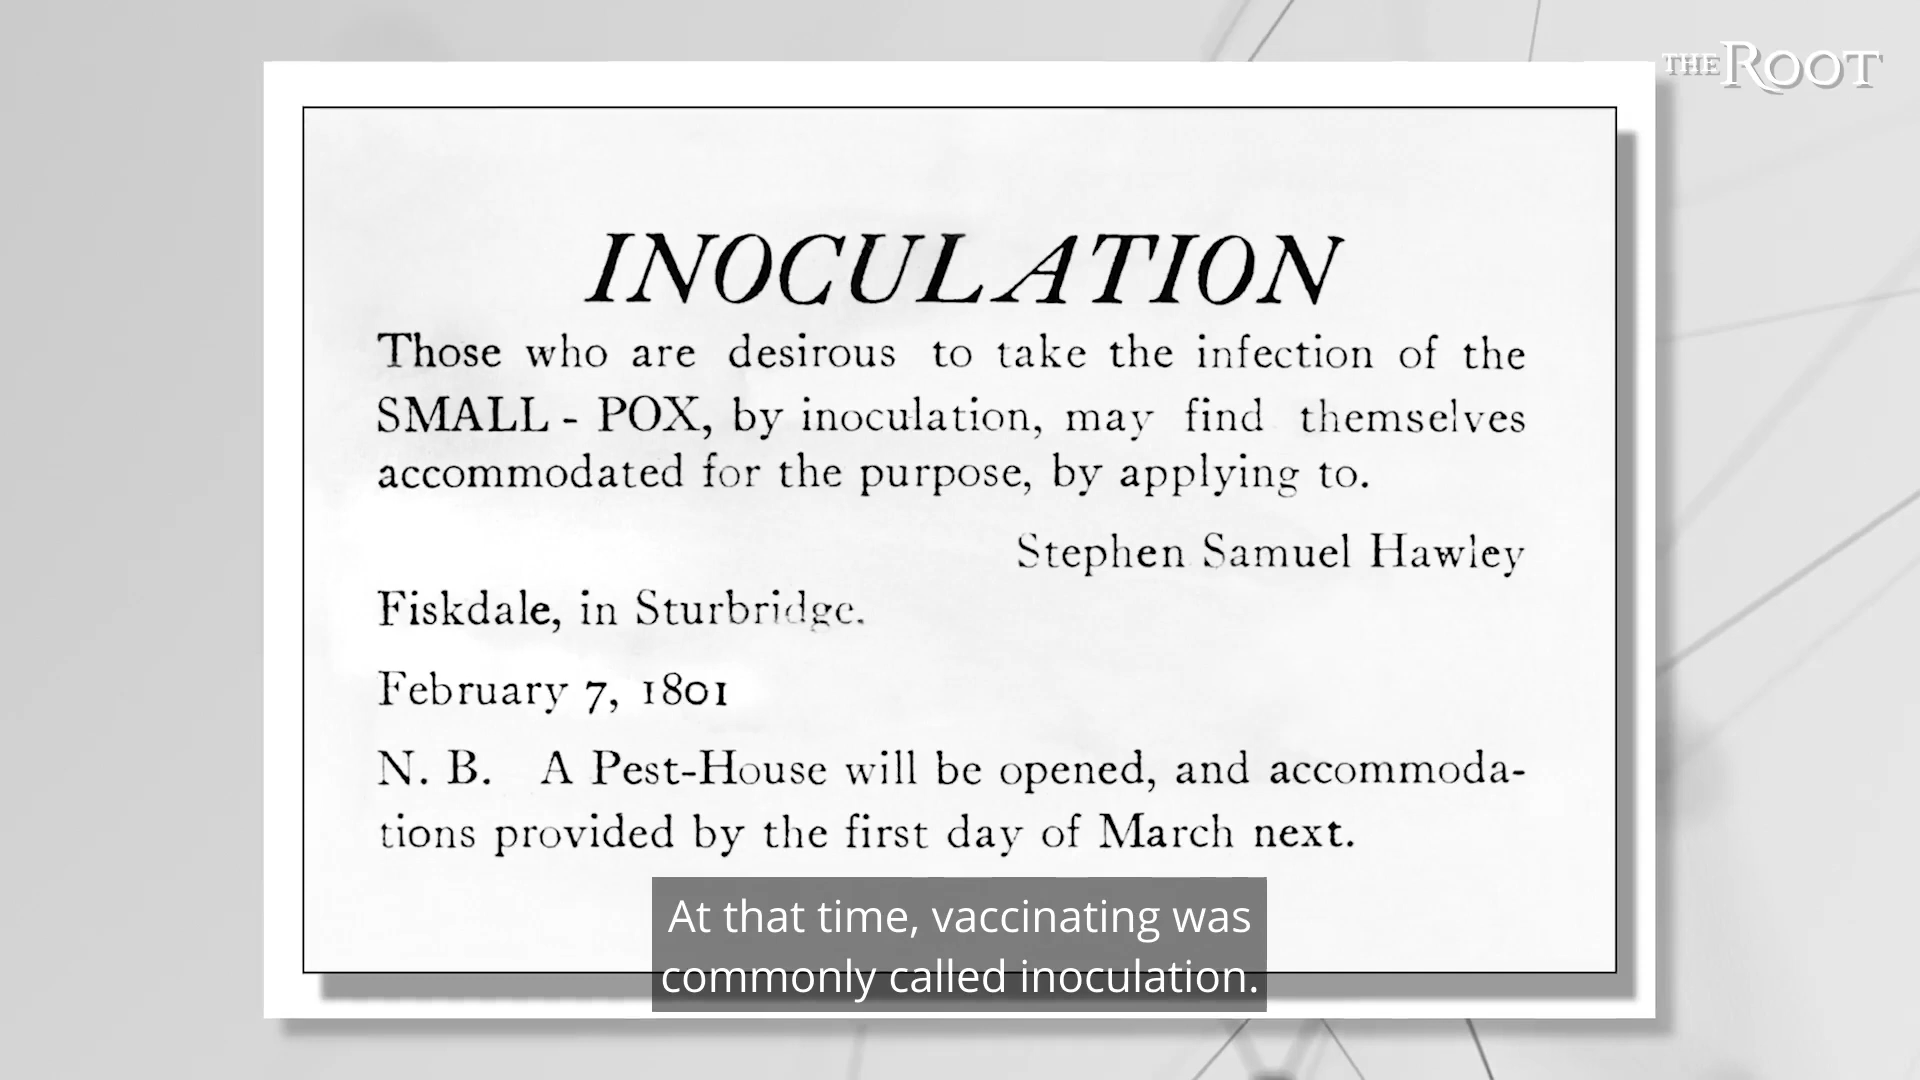 THE ROOT
INOCULATION
Those who are desirous to take the infection of the
SMALL - POX, by inoculation, may find themselves
accommodated for the purpose, by applying to.
Stephen Samuel Hawley
Fiskdale, in Sturbridge.
February 7, 1801
N. B. A Pest-House will be opened, and accommoda-
tions provided by the first day of March next.
At that time, vaccinating was
commonly called inoculation.